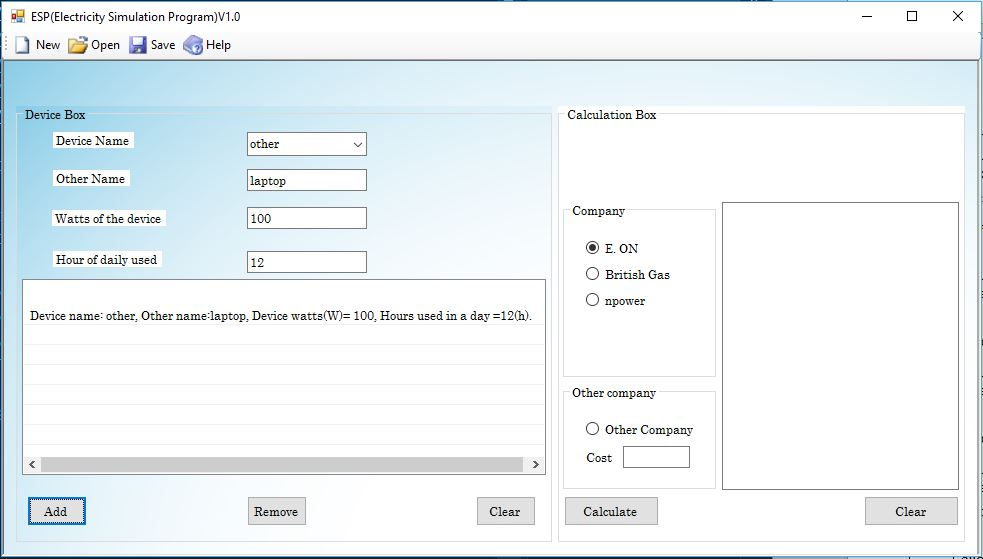 ESP(Electricity Simulation Program)V1.0
New Open Save Help
Device Box
Device Name other
Other Name laptop
Watts of the device 100
Hour of daily used 12
Device name: other, Other name:laptop, Device watts(W)= 100, Hours used in a day =12(h).
Add Remove Clear
Calculation Box
Company
E. ON
British Gas
npower
Other company
Other Company
Cost
Calculate Clear